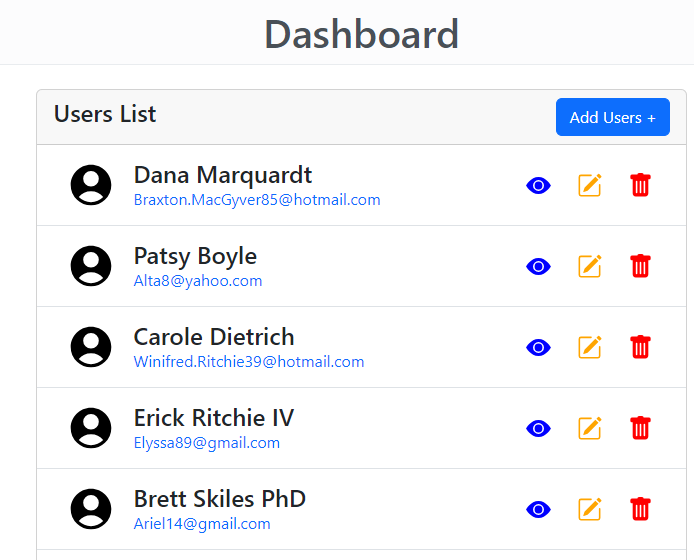 Dashboard
Users List
Add Users +
Dana Marquardt
Braxton.MacGyver85@hotmail.com
Patsy Boyle
Alta8@yahoo.com
Carole Dietrich
Winifred.Ritchie39@hotmail.com
Erick Ritchie IV
Elyssa89@gmail.com
Brett Skiles PhD
Ariel14@gmail.com